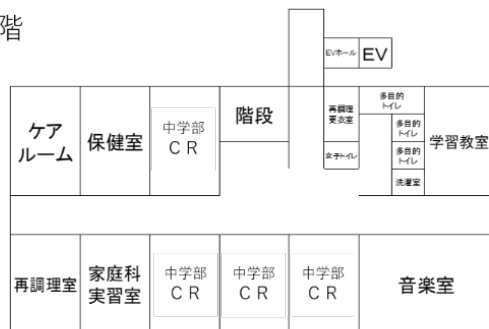 階
EVホール
EV
ケア
ルーム
保健室
中学部
ＣＲ
階段
再調理
更衣室
女子トイレ
多目的
トイレ
多目的
トイレ
多目的
トイレ
洗濯室
学習教室
再調理室
家庭科
実習室
中学部
ＣＲ
中学部
ＣＲ
中学部
ＣＲ
音楽室